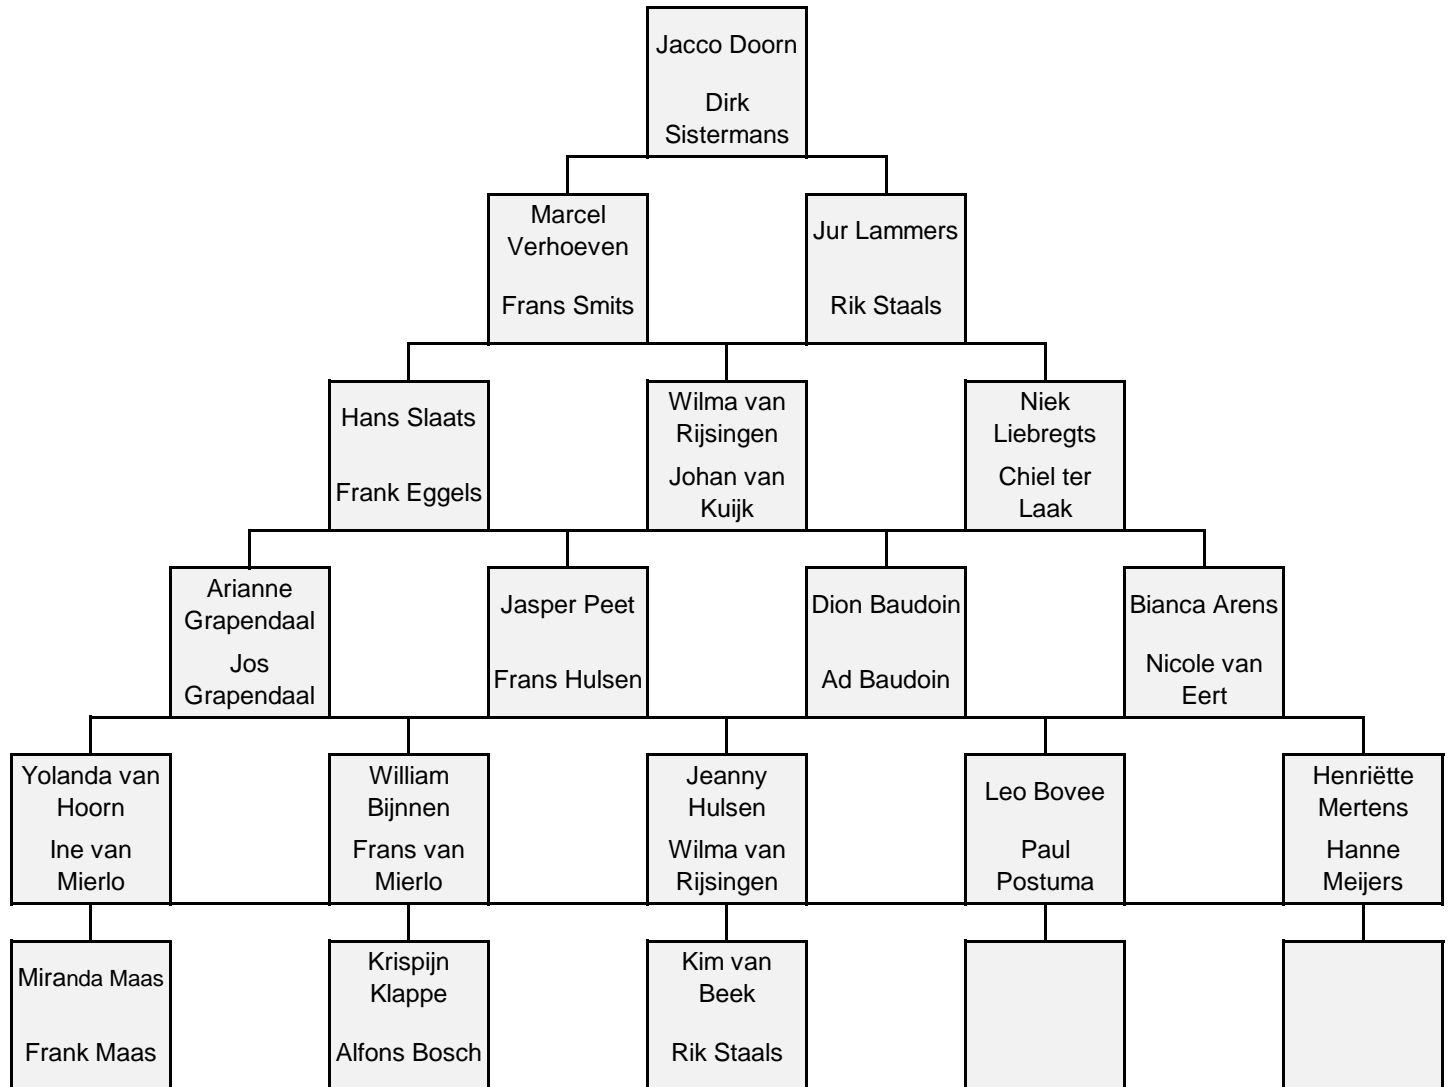 Jacco Doorn
Dirk
Sistermans
Marcel
Verhoeven
Frans Smits
Jur Lammers
Rik Staals
Hans Slaats
Frank Eggels
Wilma van
Rijsingen
Johan van
Kuijk
Niek
Liebregts
Chiel ter
Laak
Arianne
Grapendaal
Jos
Grapendaal
Jasper Peet
Frans Hulsen
Dion Baudoin
Ad Baudoin
Bianca Arens
Nicole van
Eert
Yolanda van
Hoorn
Ine van
Mierlo
William
Bijnnen
Frans van
Mierlo
Jeanny
Hulsen
Wilma van
Rijsingen
Leo Bovee
Paul
Postuma
Henriëtte
Mertens
Hanne
Meijers
Miranda Maas
Frank Maas
Krispijn
Klappe
Alfons Bosch
Kim van
Beek
Rik Staals